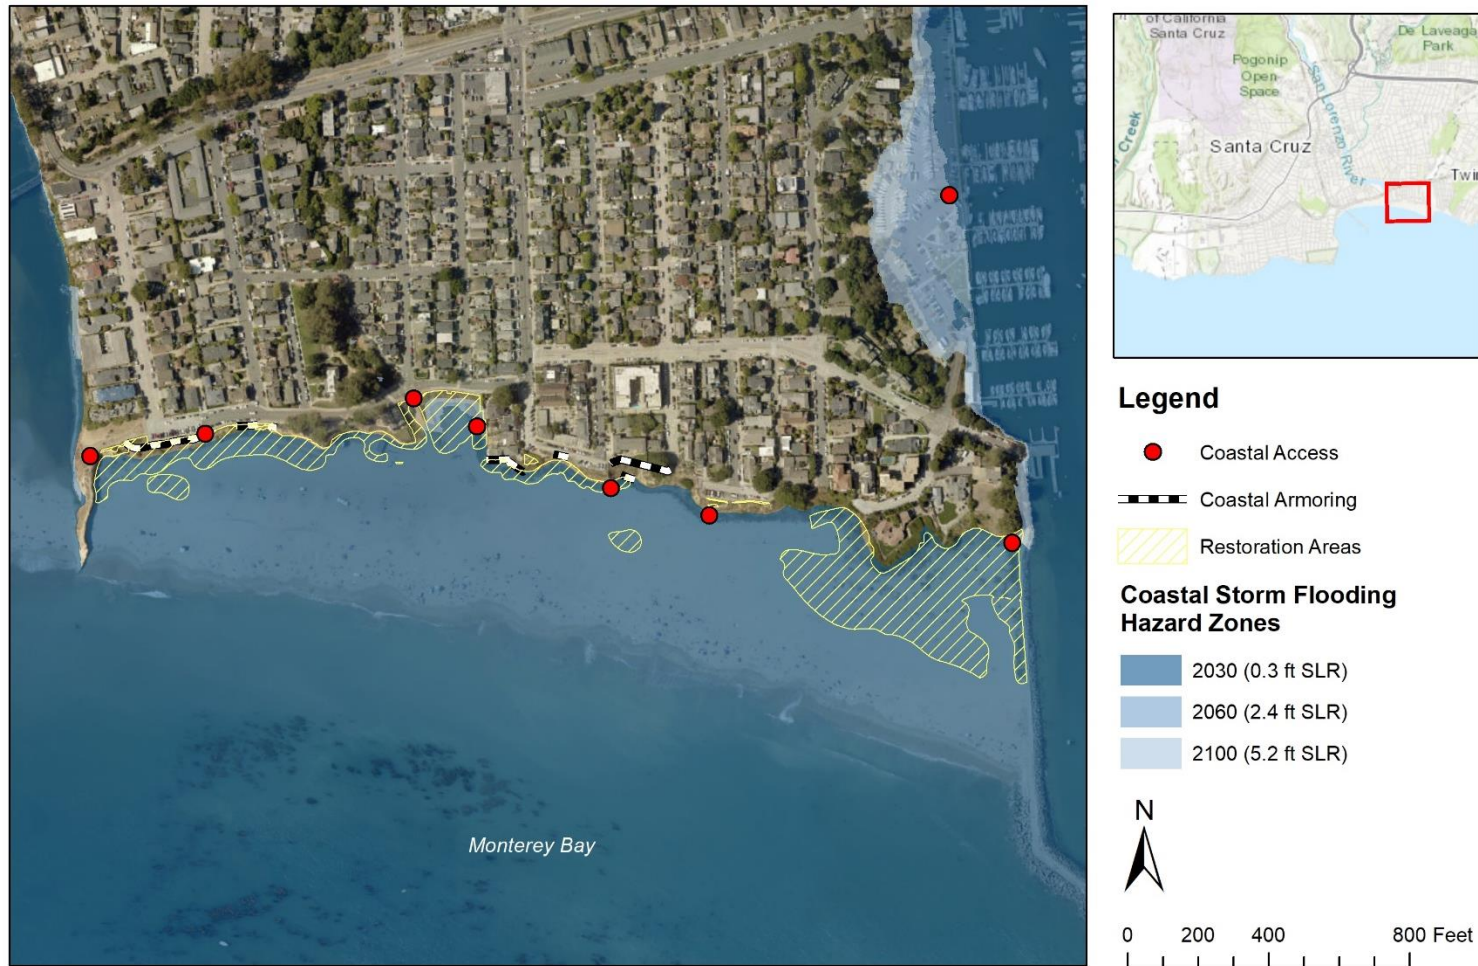 of California
Santa Cruz
De Laveaga
Park
Pogonip
Open
Space
San Lorenzo River
Creek
Santa Cruz
Twin
Legend
Coastal Access
Coastal Armoring
Restoration Areas
Coastal Storm Flooding
Hazard Zones
2030 (0.3 ft SLR)
2060 (2.4 ft SLR)
2100 (5.2 ft SLR)
N
Monterey Bay
0 200 400 800 Feet